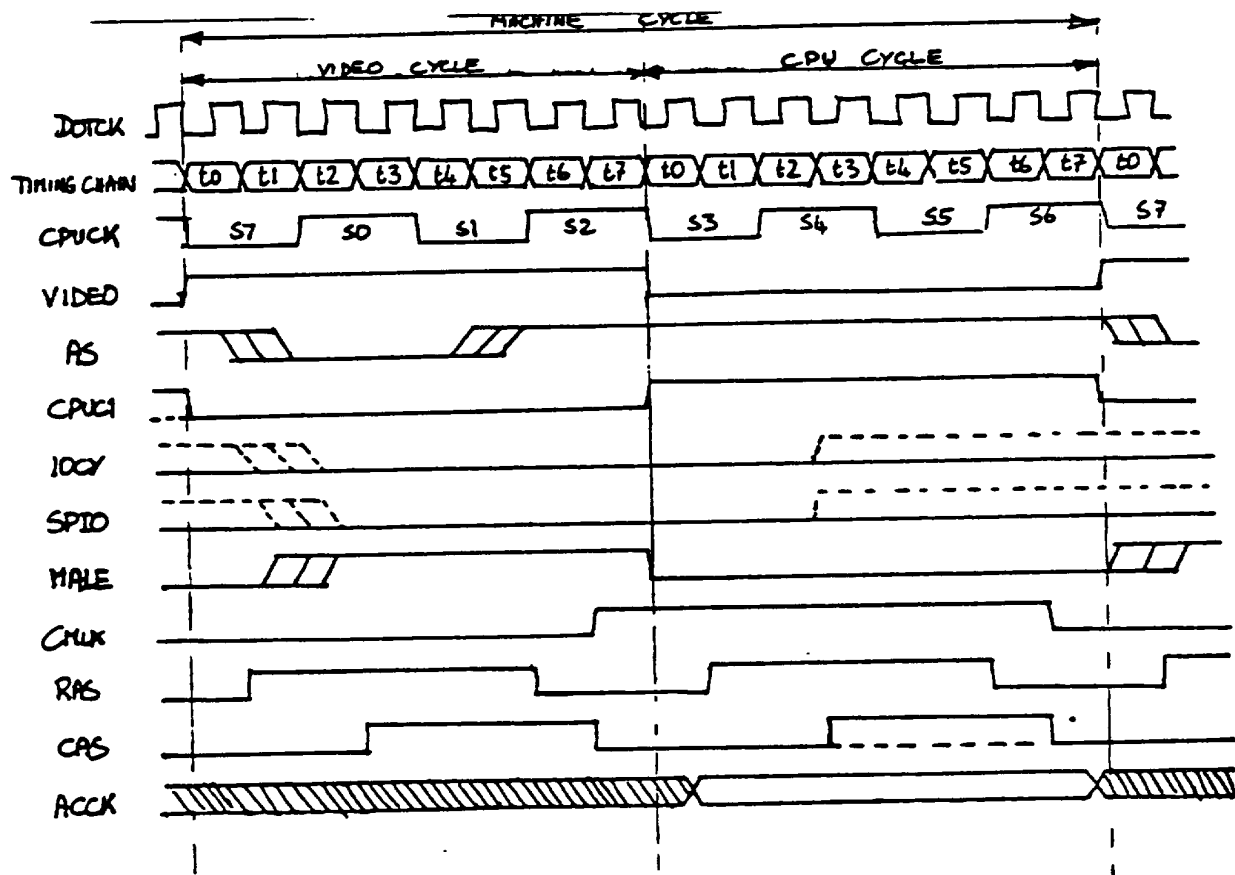 MACHINE CYCLE
VIDEO CYCLE CPU CYCLE
DOTCK
TIMING CHAIN t0 t1 t2 t3 t4 t5 t6 t7 t0 t1 t2 t3 t4 t5 t6 t7 t0
CPUCK S7 S0 S1 S2 S3 S4 S5 S6 S7
VIDEO
AS
CPUC1
IOCY
SPIO
MALE
CMUX
RAS
CAS
ACCK